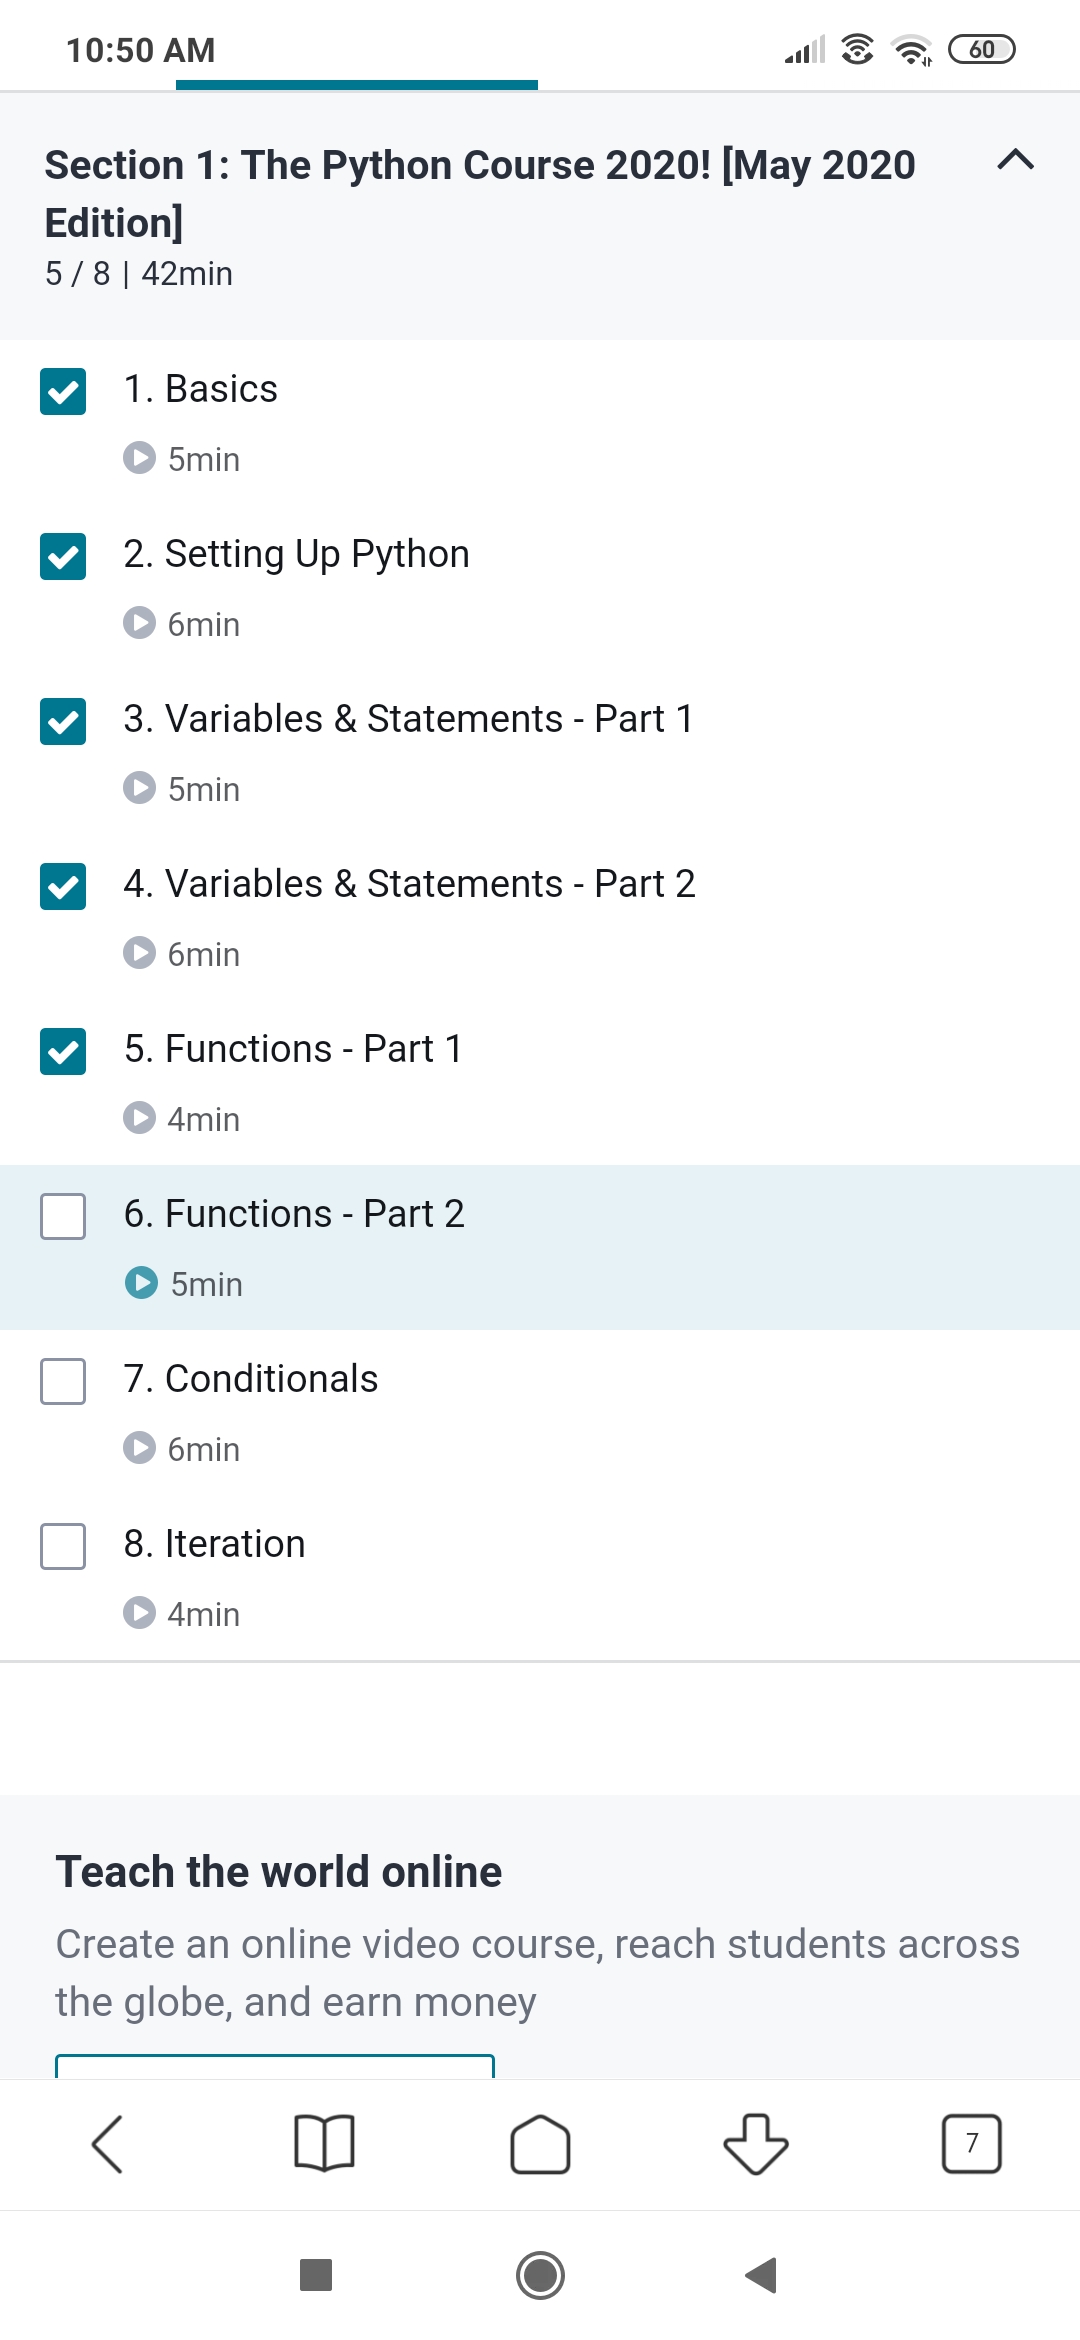 10:50 AM
60
Section 1: The Python Course 2020! [May 2020
Edition]
5 / 8 | 42min
1. Basics
5min
2. Setting Up Python
6min
3. Variables & Statements - Part 1
5min
4. Variables & Statements - Part 2
6min
5. Functions - Part 1
4min
6. Functions - Part 2
5min
7. Conditionals
6min
8. Iteration
4min
Teach the world online
Create an online video course, reach students across
the globe, and earn money
7